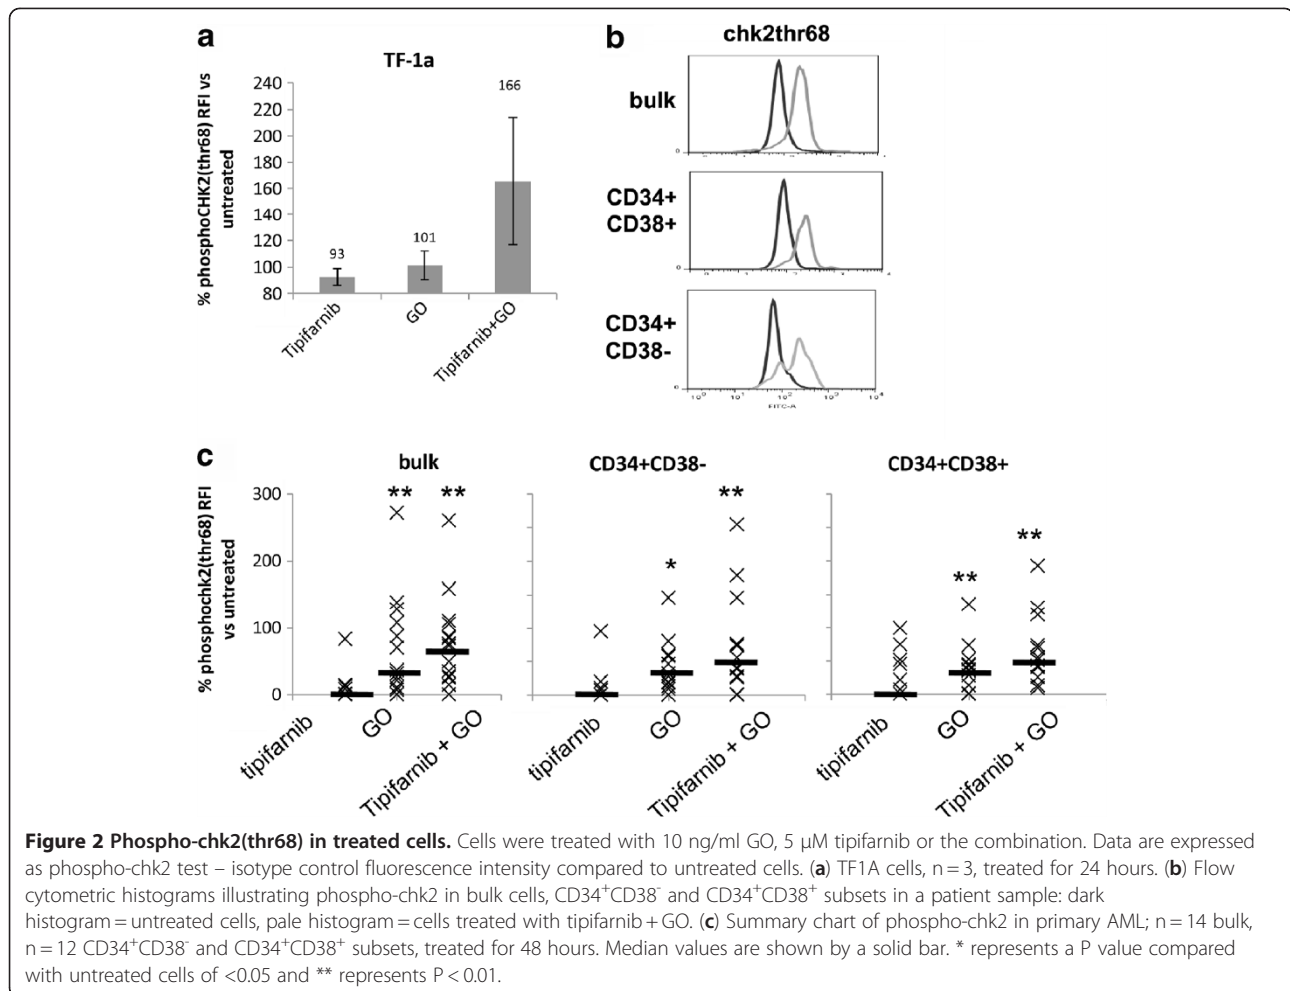 a
TF-1a
% phosphoCHK2(thr68) RFI vs
untreated
240
220
200
180
160
140
120
100
80
93
101
166
Tipifarnib
GO
Tipifarnib+GO
b
chk2thr68
bulk
CD34+
CD38+
CD34+
CD38-
0
0
0
10⁰ 10¹ 10² 10³ 10⁴
FITC-A
c
% phosphochk2(thr68) RFI
vs untreated
300
200
100
0
bulk
** **
tipifarnib
GO
Tipifarnib + GO
CD34+CD38-
* **
tipifarnib
GO
Tipifarnib + GO
CD34+CD38+
** **
tipifarnib
GO
Tipifarnib + GO
Figure 2 Phospho-chk2(thr68) in treated cells. Cells were treated with 10 ng/ml GO, 5 μM tipifarnib or the combination. Data are expressed
as phospho-chk2 test – isotype control fluorescence intensity compared to untreated cells. (a) TF1A cells, n = 3, treated for 24 hours. (b) Flow
cytometric histograms illustrating phospho-chk2 in bulk cells, CD34⁺CD38⁻ and CD34⁺CD38⁺ subsets in a patient sample: dark
histogram = untreated cells, pale histogram = cells treated with tipifarnib + GO. (c) Summary chart of phospho-chk2 in primary AML; n = 14 bulk,
n = 12 CD34⁺CD38⁻ and CD34⁺CD38⁺ subsets, treated for 48 hours. Median values are shown by a solid bar. * represents a P value compared
with untreated cells of <0.05 and ** represents P < 0.01.